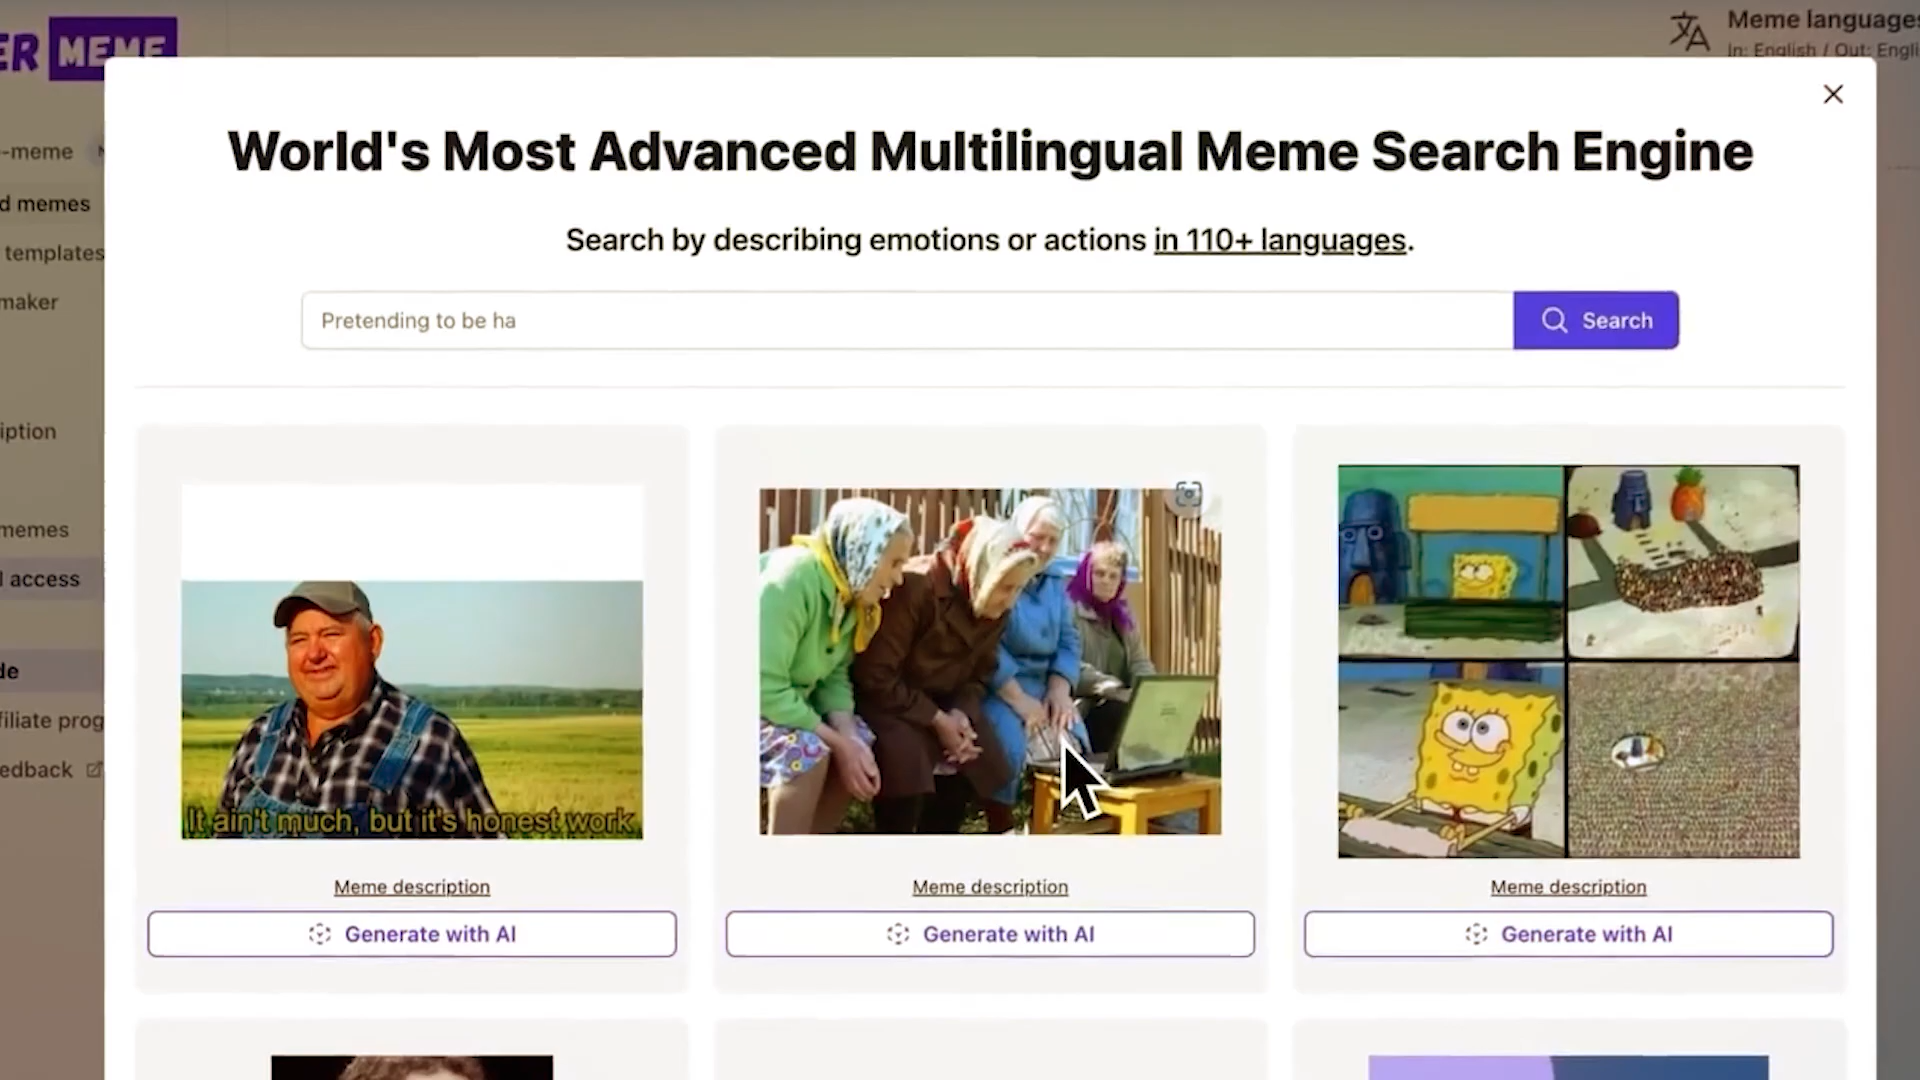 ER MEME
Meme languages
In: English / Out: Engli
-meme
d memes
templates
maker
iption
memes
l access
de
filiate prog
edback
World's Most Advanced Multilingual Meme Search Engine
Search by describing emotions or actions in 110+ languages.
Pretending to be ha
Search
It ain't much, but it's honest work
Meme description
Generate with AI
Meme description
Generate with AI
Meme description
Generate with AI